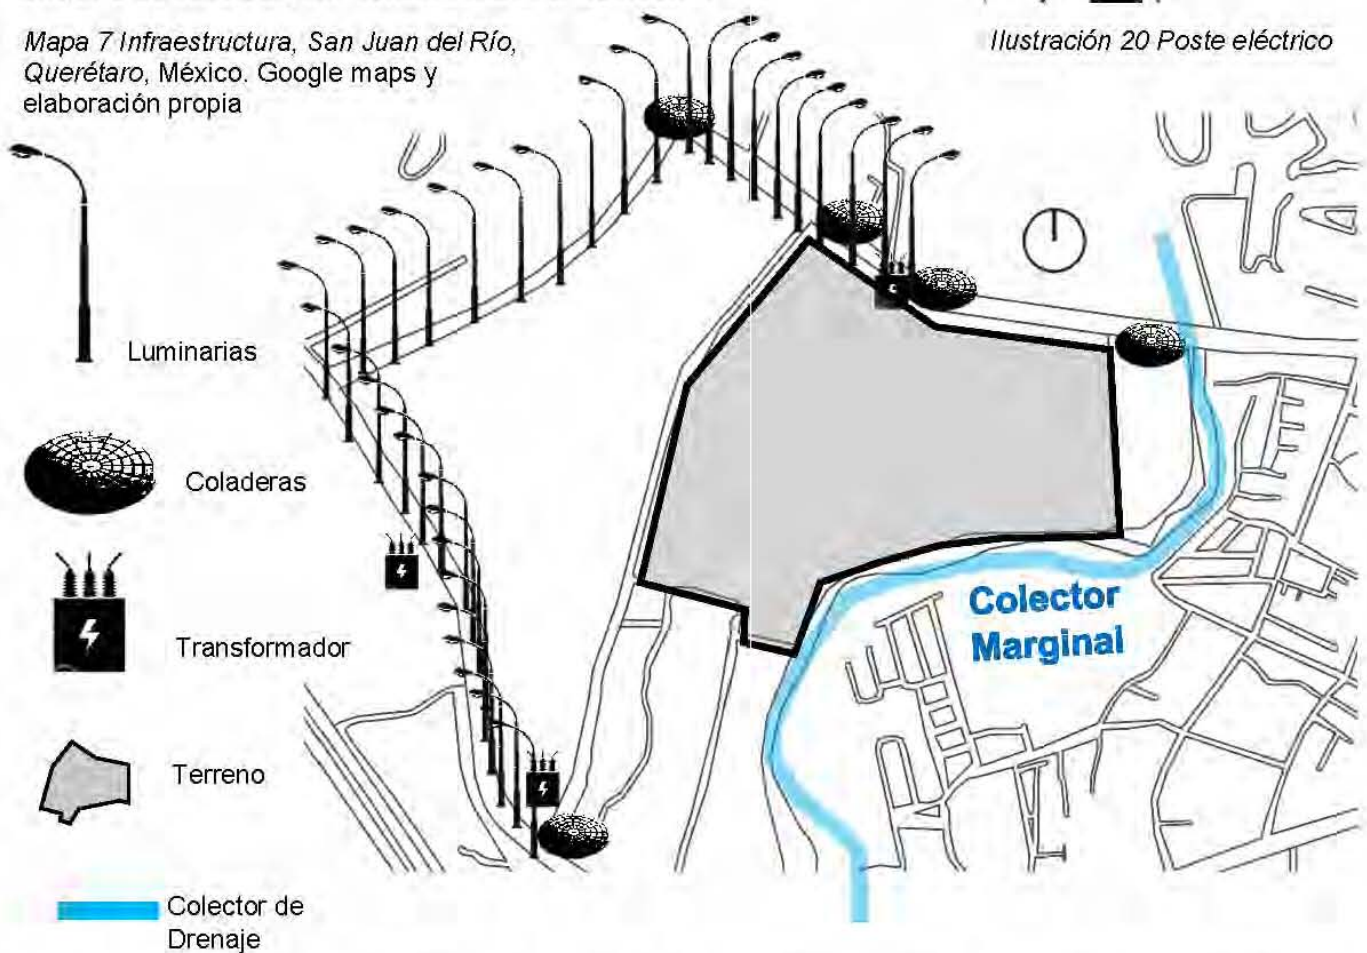 Mapa 7 Infraestructura, San Juan del Río,
Querétaro, México. Google maps y
elaboración propia
Ilustración 20 Poste eléctrico
Luminarias
Coladeras
Transformador
Terreno
Colector de
Drenaje
Colector
Marginal